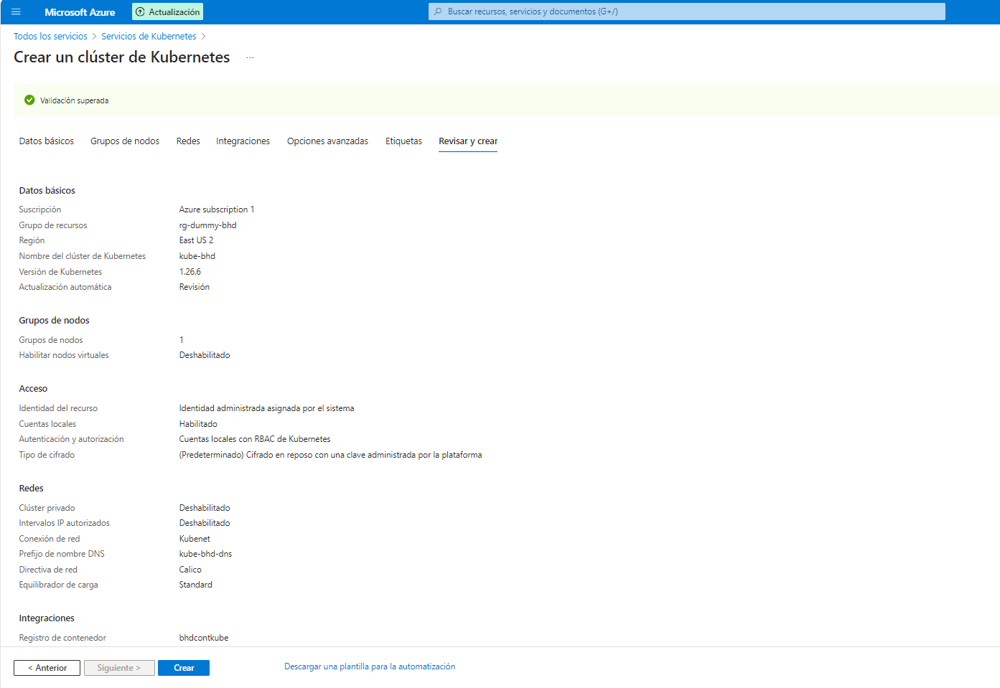 Microsoft Azure Actualización Buscar recursos, servicios y documentos (G+/)
Todos los servicios > Servicios de Kubernetes >
Crear un clúster de Kubernetes ...
Validación superada
Datos básicos Grupos de nodos Redes Integraciones Opciones avanzadas Etiquetas Revisar y crear
Datos básicos
Suscripción Azure subscription 1
Grupo de recursos rg-dummy-bhd
Región East US 2
Nombre del clúster de Kubernetes kube-bhd
Versión de Kubernetes 1.26.6
Actualización automática Revisión
Grupos de nodos
Grupos de nodos 1
Habilitar nodos virtuales Deshabilitado
Acceso
Identidad del recurso Identidad administrada asignada por el sistema
Cuentas locales Habilitado
Autenticación y autorización Cuentas locales con RBAC de Kubernetes
Tipo de cifrado (Predeterminado) Cifrado en reposo con una clave administrada por la plataforma
Redes
Clúster privado Deshabilitado
Intervalos IP autorizados Deshabilitado
Conexión de red Kubenet
Prefijo de nombre DNS kube-bhd-dns
Directiva de red Calico
Equilibrador de carga Standard
Integraciones
Registro de contenedor bhdcontkube
< Anterior Siguiente > Crear Descargar una plantilla para la automatización